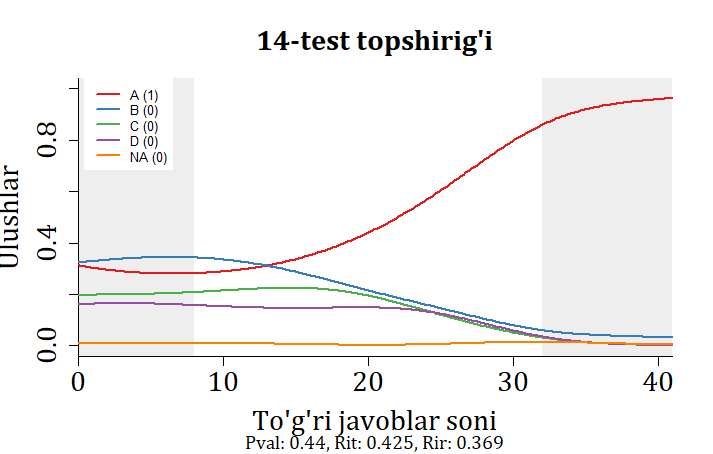 14-test topshirig'i
A (1)
B (0)
C (0)
D (0)
NA (0)
Ulushlar
0.8
0.4
0.0
0 10 20 30 40
To'g'ri javoblar soni
Pval: 0.44, Rit: 0.425, Rir: 0.369